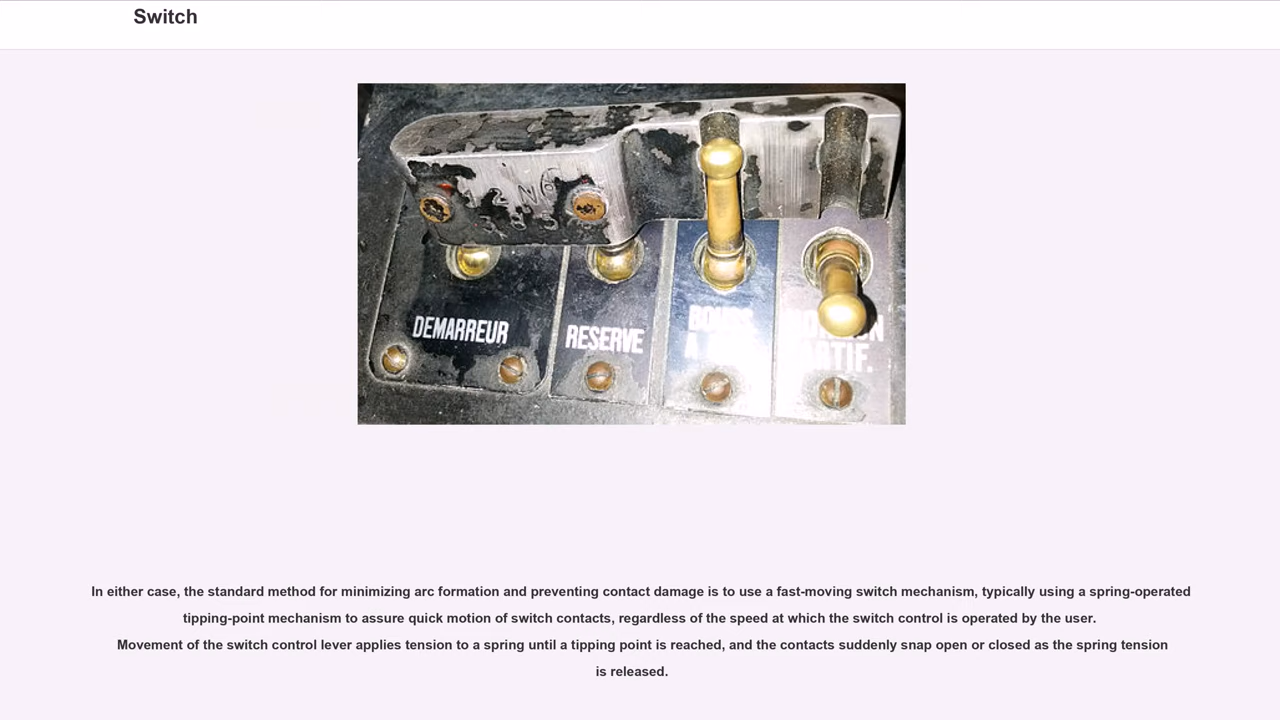 Switch
DEMARREUR
RESERVE
A
In either case, the standard method for minimizing arc formation and preventing contact damage is to use a fast-moving switch mechanism, typically using a spring-operated
tipping-point mechanism to assure quick motion of switch contacts, regardless of the speed at which the switch control is operated by the user.
Movement of the switch control lever applies tension to a spring until a tipping point is reached, and the contacts suddenly snap open or closed as the spring tension
is released.